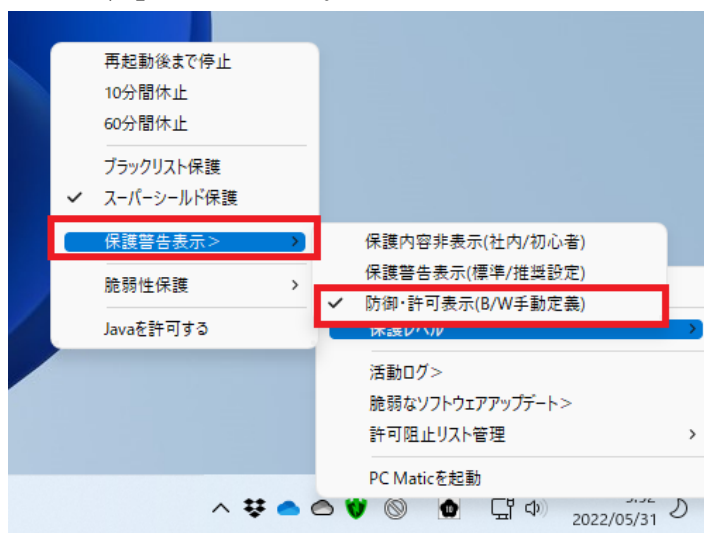 再起動後まで停止
10分間休止
60分間休止
ブラックリスト保護
✓ スーパーシールド保護
保護警告表示＞ >
脆弱性保護 >
Javaを許可する
保護内容非表示(社内/初心者)
保護警告表示(標準/推奨設定)
✓ 防御・許可表示(B/W手動定義)
保護レベル >
活動ログ＞
脆弱なソフトウェアアップデート＞
許可阻止リスト管理 >
PC Maticを起動
2022/05/31